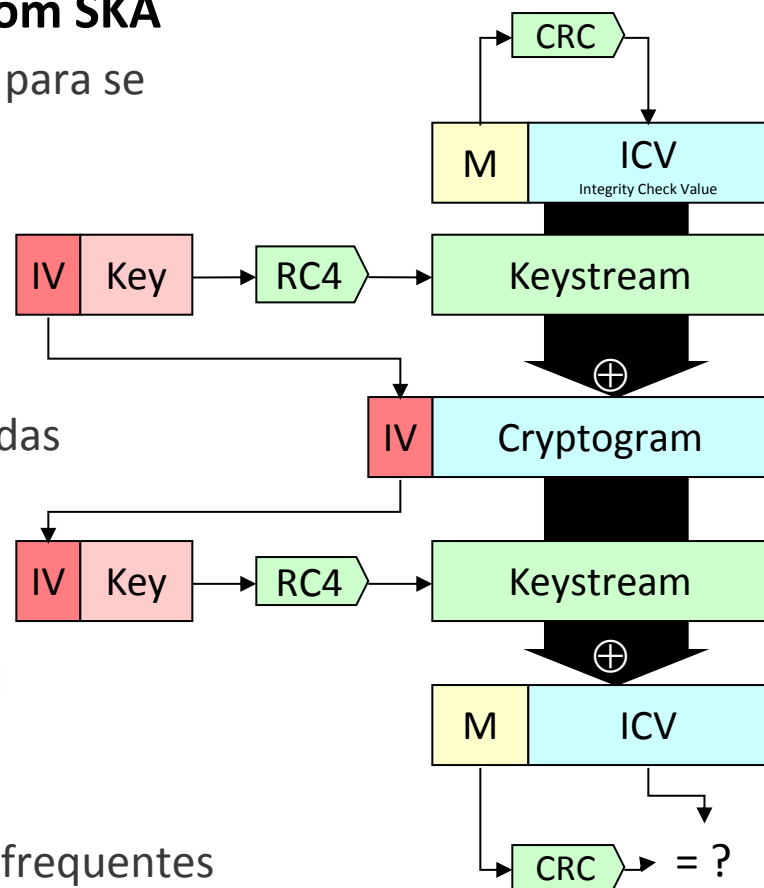 om SKA
CRC
para se
M ICV
Integrity Check Value
IV Key RC4 Keystream
⊕
das
IV Cryptogram
IV Key RC4 Keystream
⊕
M ICV
frequentes
CRC = ?